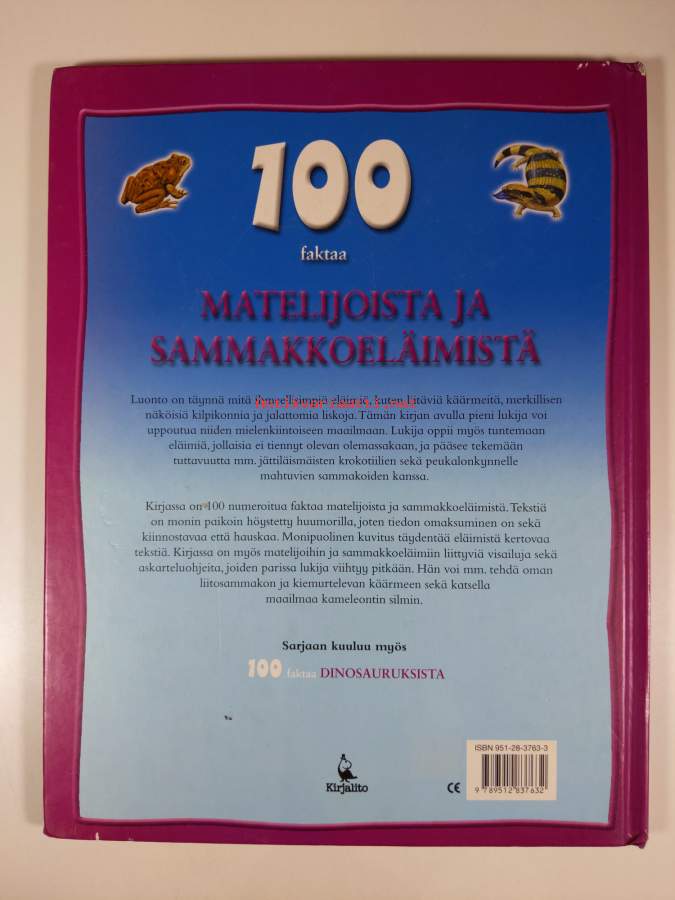 100
faktaa
MATELIJOISTA JA
SAMMAKKOELÄIMISTÄ
Luonto on täynnä mitä ihmeellisimpiä eläimiä, kuten liitäviä käärmeitä, merkillisen
näköisiä kilpikonnia ja jalattomia liskoja. Tämän kirjan avulla pieni lukija voi
uppoutua niiden mielenkiintoiseen maailmaan. Lukija oppii myös tuntemaan
eläimiä, jollaisia ei tiennyt olevan olemassakaan, ja pääsee tekemään
tuttavuutta mm. jättiläismäisten krokotiilien sekä peukalonkynnelle
mahtuvien sammakoiden kanssa.
Kirjassa on 100 numeroitua faktaa matelijoista ja sammakkoeläimistä. Tekstiä
on monin paikoin höystetty huumorilla, joten tiedon omaksuminen on sekä
kiinnostavaa että hauskaa. Monipuolinen kuvitus täydentää eläimistä kertovaa
tekstiä. Kirjassa on myös matelijoihin ja sammakkoeläimiin liittyviä visailuja sekä
askarteluohjeita, joiden parissa lukija viihtyy pitkään. Hän voi mm. tehdä oman
liitosammakon ja kiemurtelevan käärmeen sekä katsella
maailmaa kameleontin silmin.
Sarjaan kuuluu myös
100 faktaa DINOSAURUKSISTA
ISBN 951-28-3763-3
Kirjalito
CE
9 789512 837632